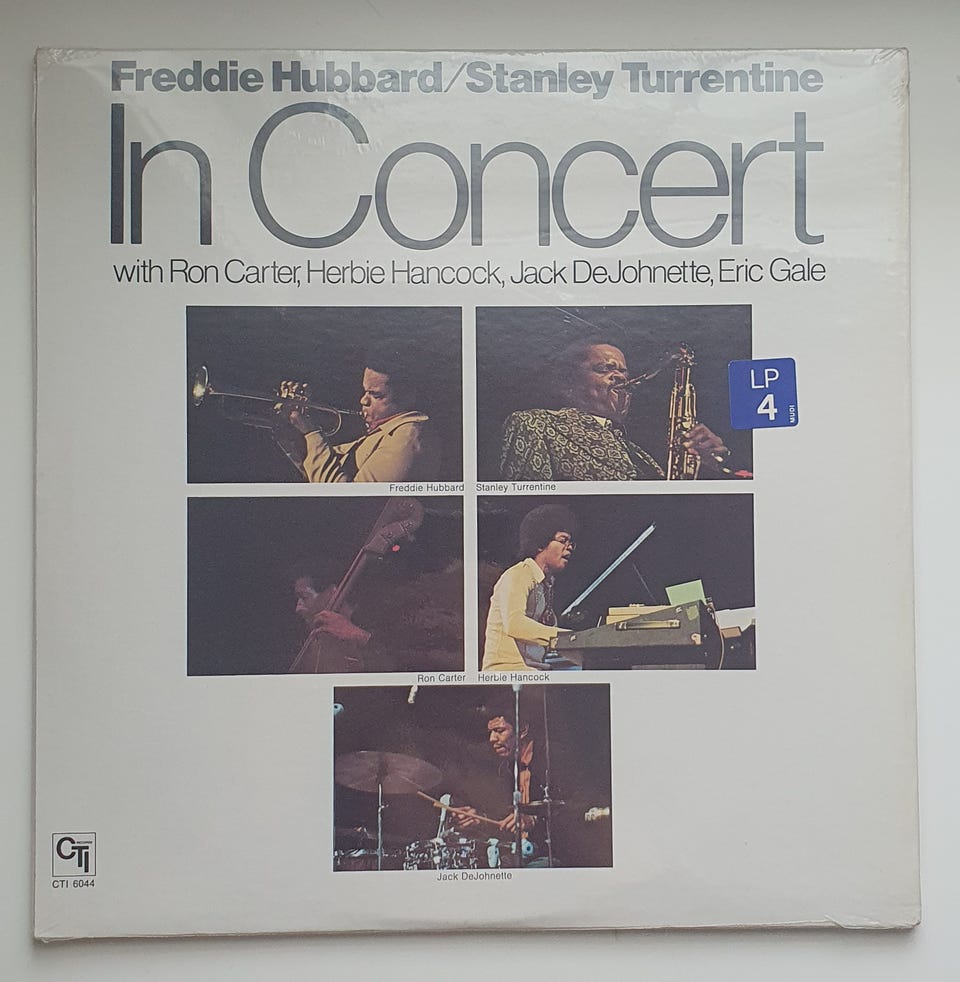 Freddie Hubbard/Stanley Turrentine
In Concert
with Ron Carter, Herbie Hancock, Jack DeJohnette, Eric Gale
LP
4
MUDI
Freddie Hubbard
Stanley Turrentine
Ron Carter
Herbie Hancock
Jack DeJohnette
CTI
CTI 6044